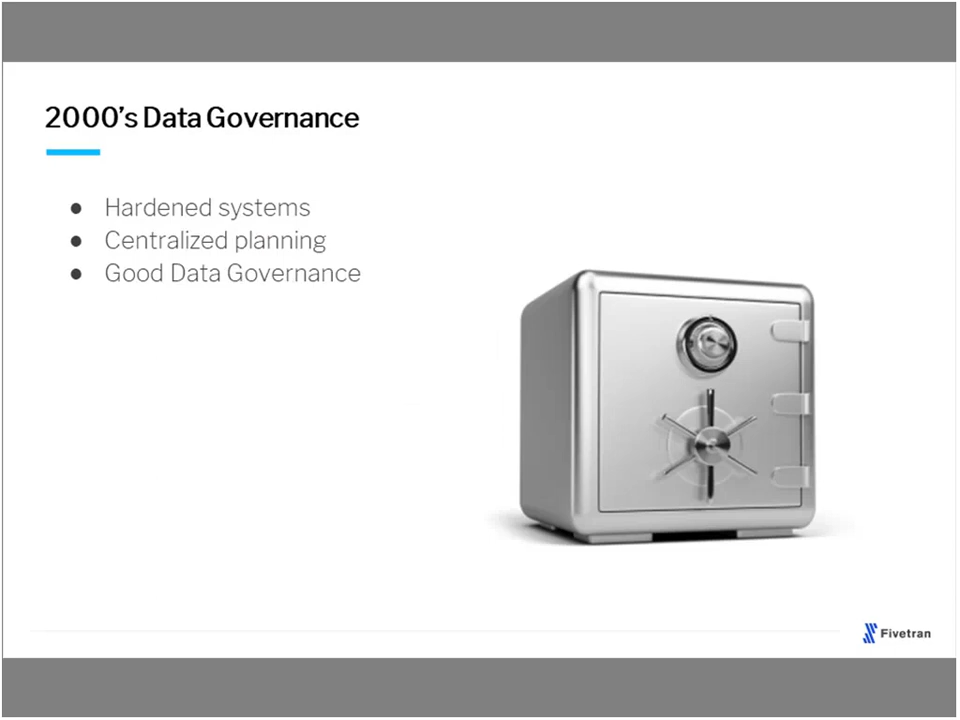 2000's Data Governance
● Hardened systems
● Centralized planning
● Good Data Governance
Fivetran